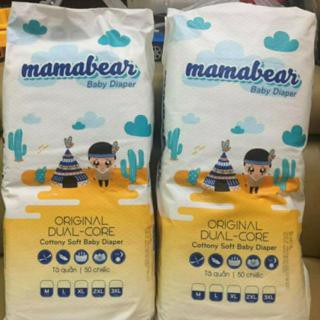 mamabear
Baby Diaper
ORIGINAL
DUAL-CORE
Cottony Soft Baby Diaper
Tã quần | 50 chiếc
M L XL 2XL 3XL
mamabear
Baby Diaper
ORIGINAL
DUAL-CORE
Cottony Soft Baby Diaper
Tã quần | 50 chiếc
M L XL 2XL 3XL